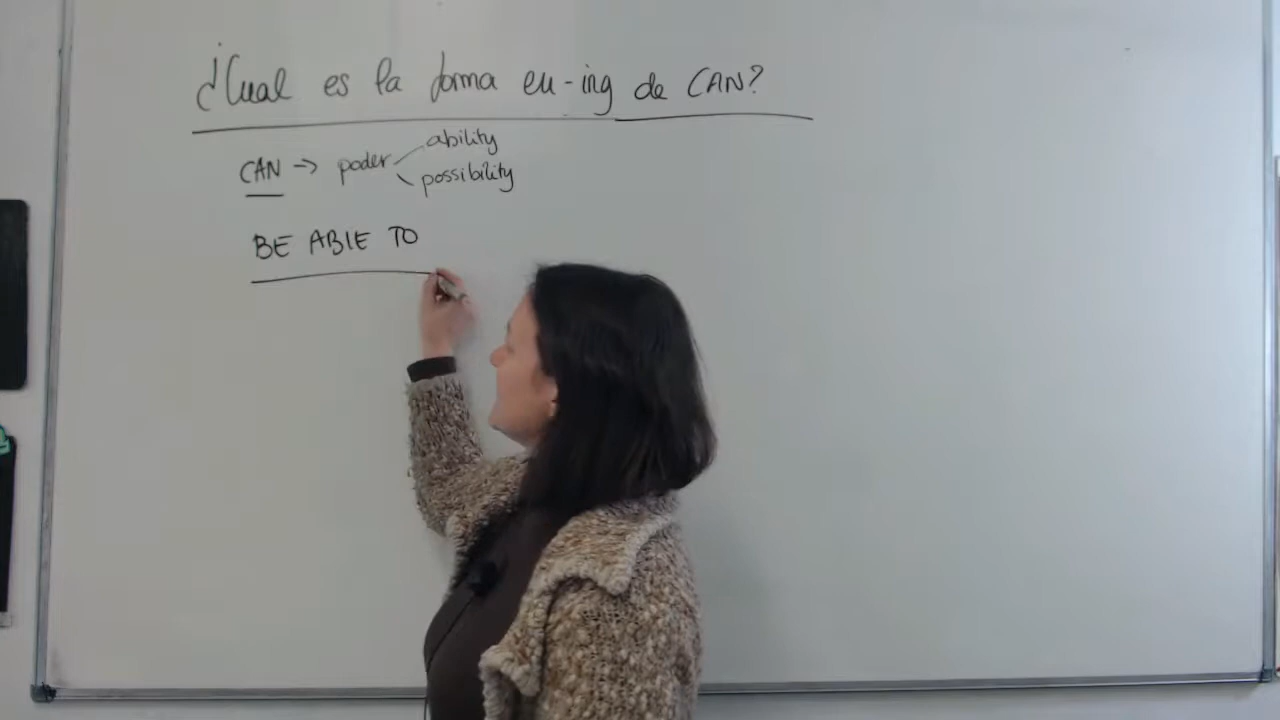 ¿Cual es la forma en -ing de CAN?
CAN → poder
ability
possibility
BE ABLE TO